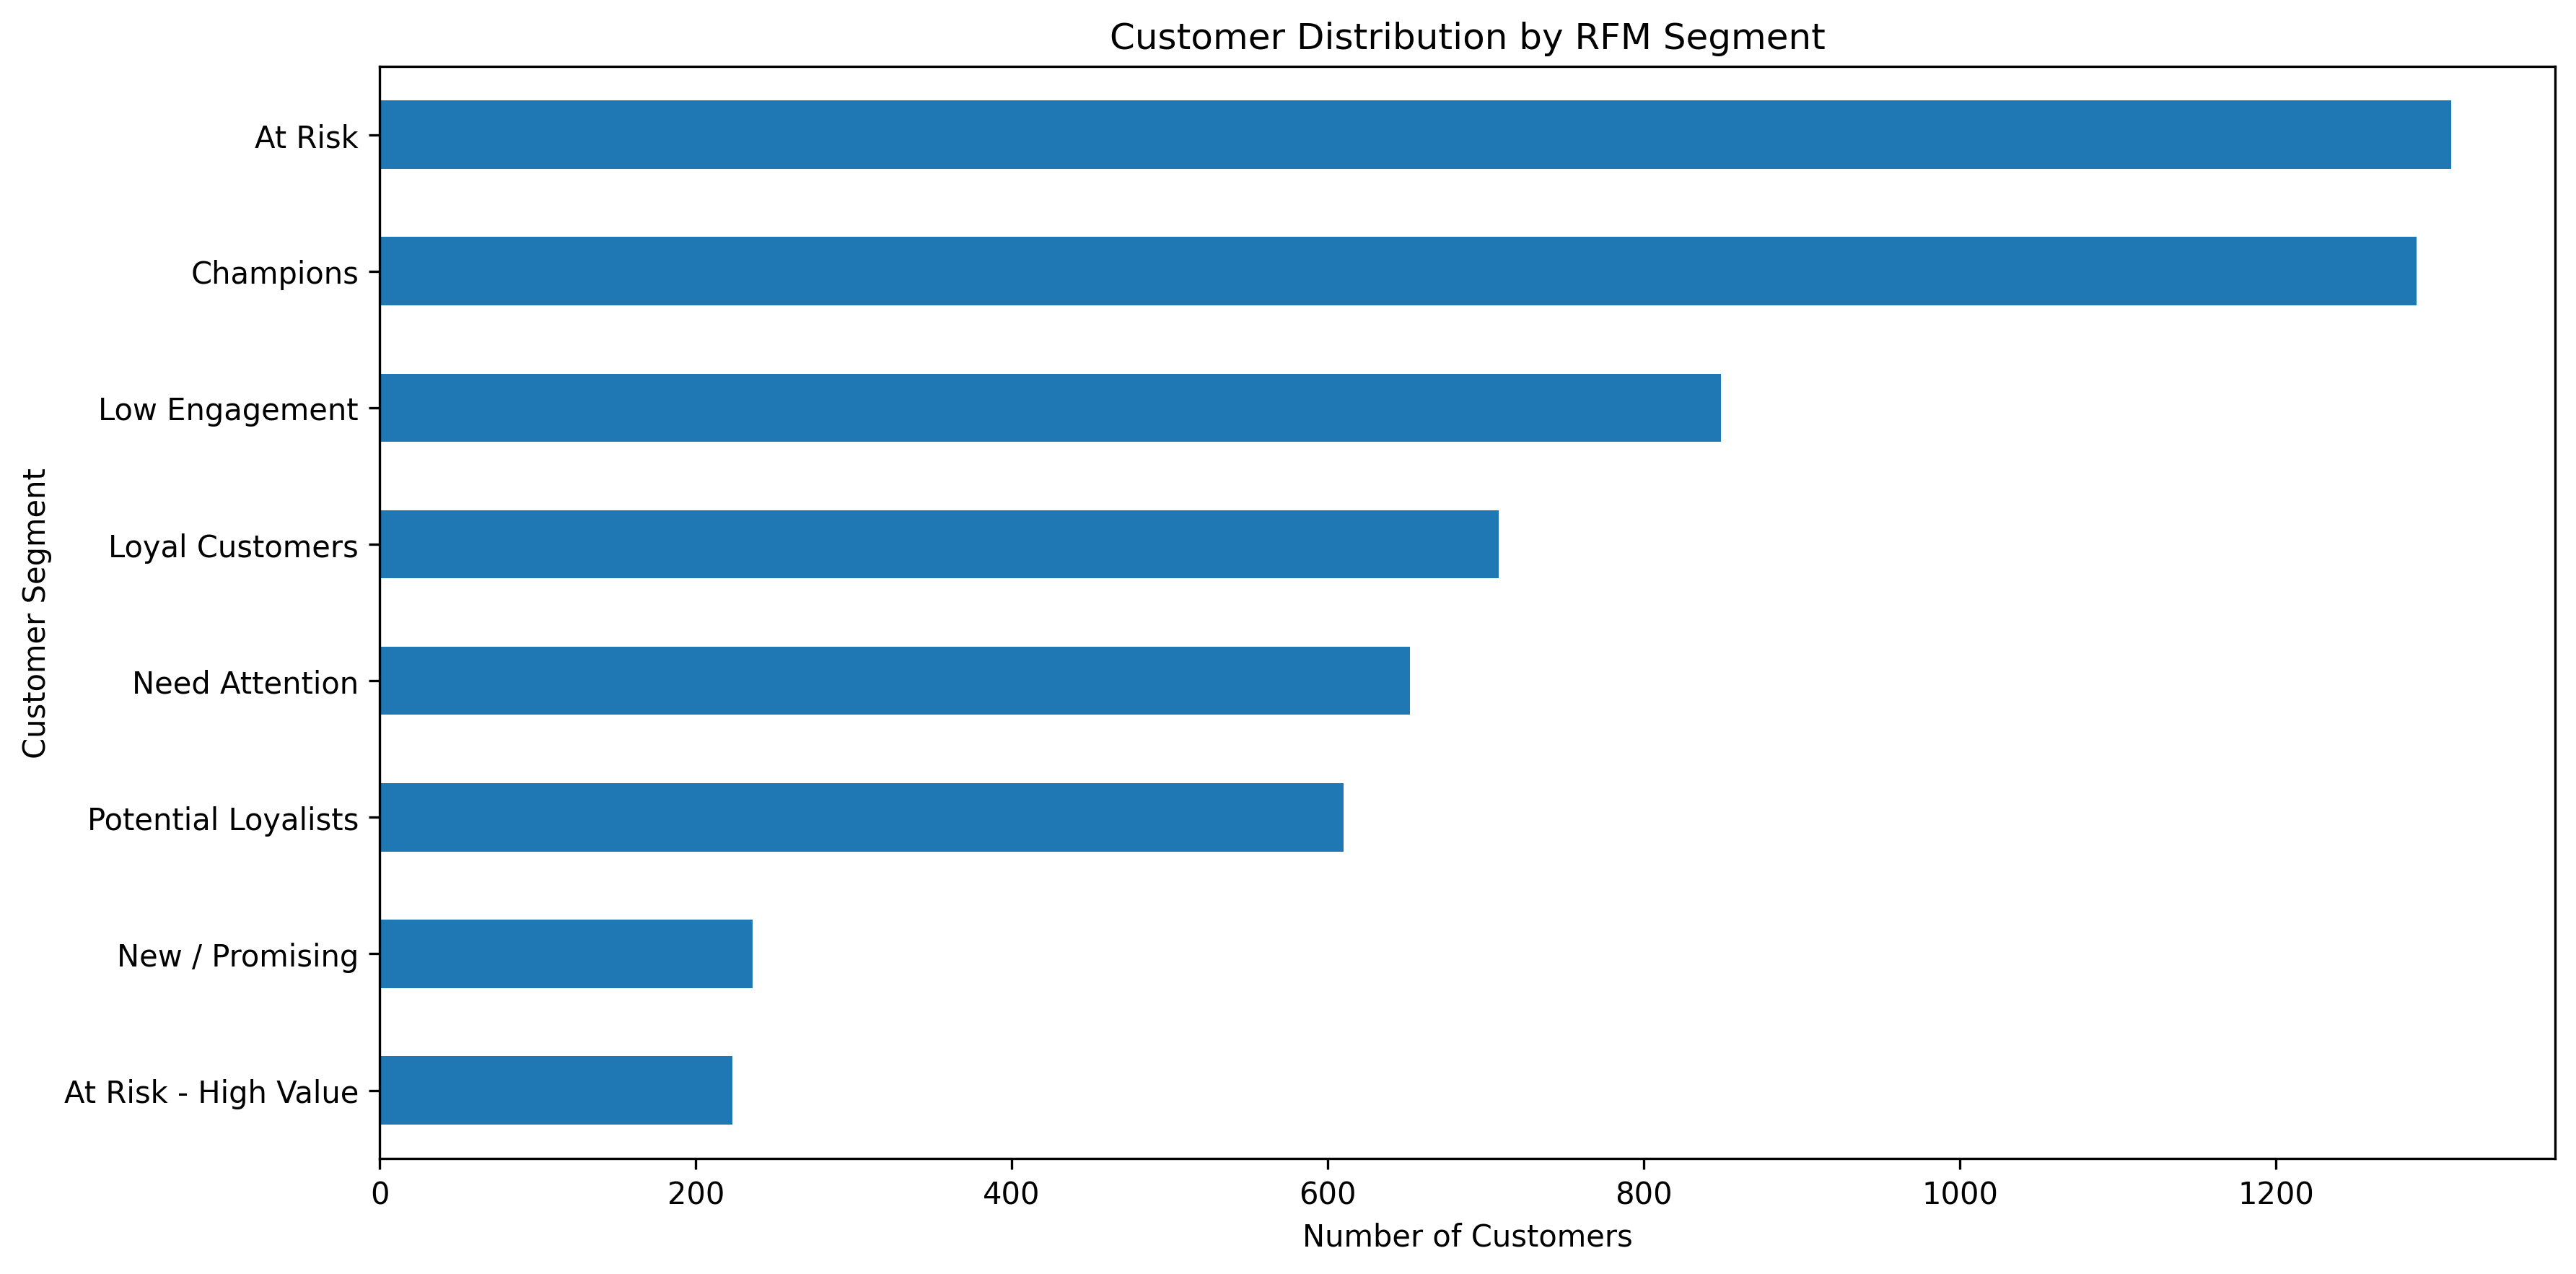 Customer Distribution by RFM Segment
Customer Segment
At Risk
Champions
Low Engagement
Loyal Customers
Need Attention
Potential Loyalists
New / Promising
At Risk - High Value
0 200 400 600 800 1000 1200
Number of Customers